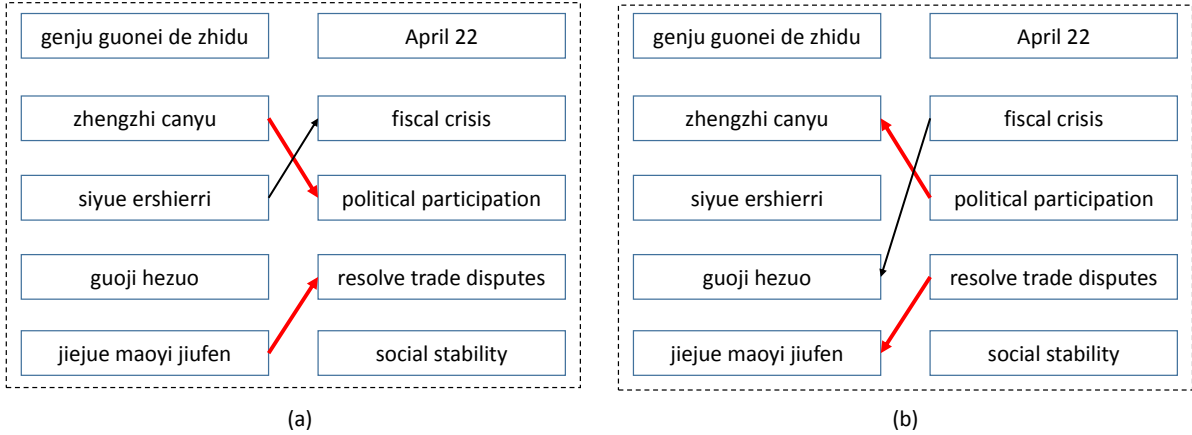 genju guonei de zhidu
April 22
zhengzhi canyu
fiscal crisis
siyue ershierri
political participation
guoji hezuo
resolve trade disputes
jiejue maoyi jiufen
social stability
(a)
genju guonei de zhidu
April 22
zhengzhi canyu
fiscal crisis
siyue ershierri
political participation
guoji hezuo
resolve trade disputes
jiejue maoyi jiufen
social stability
(b)